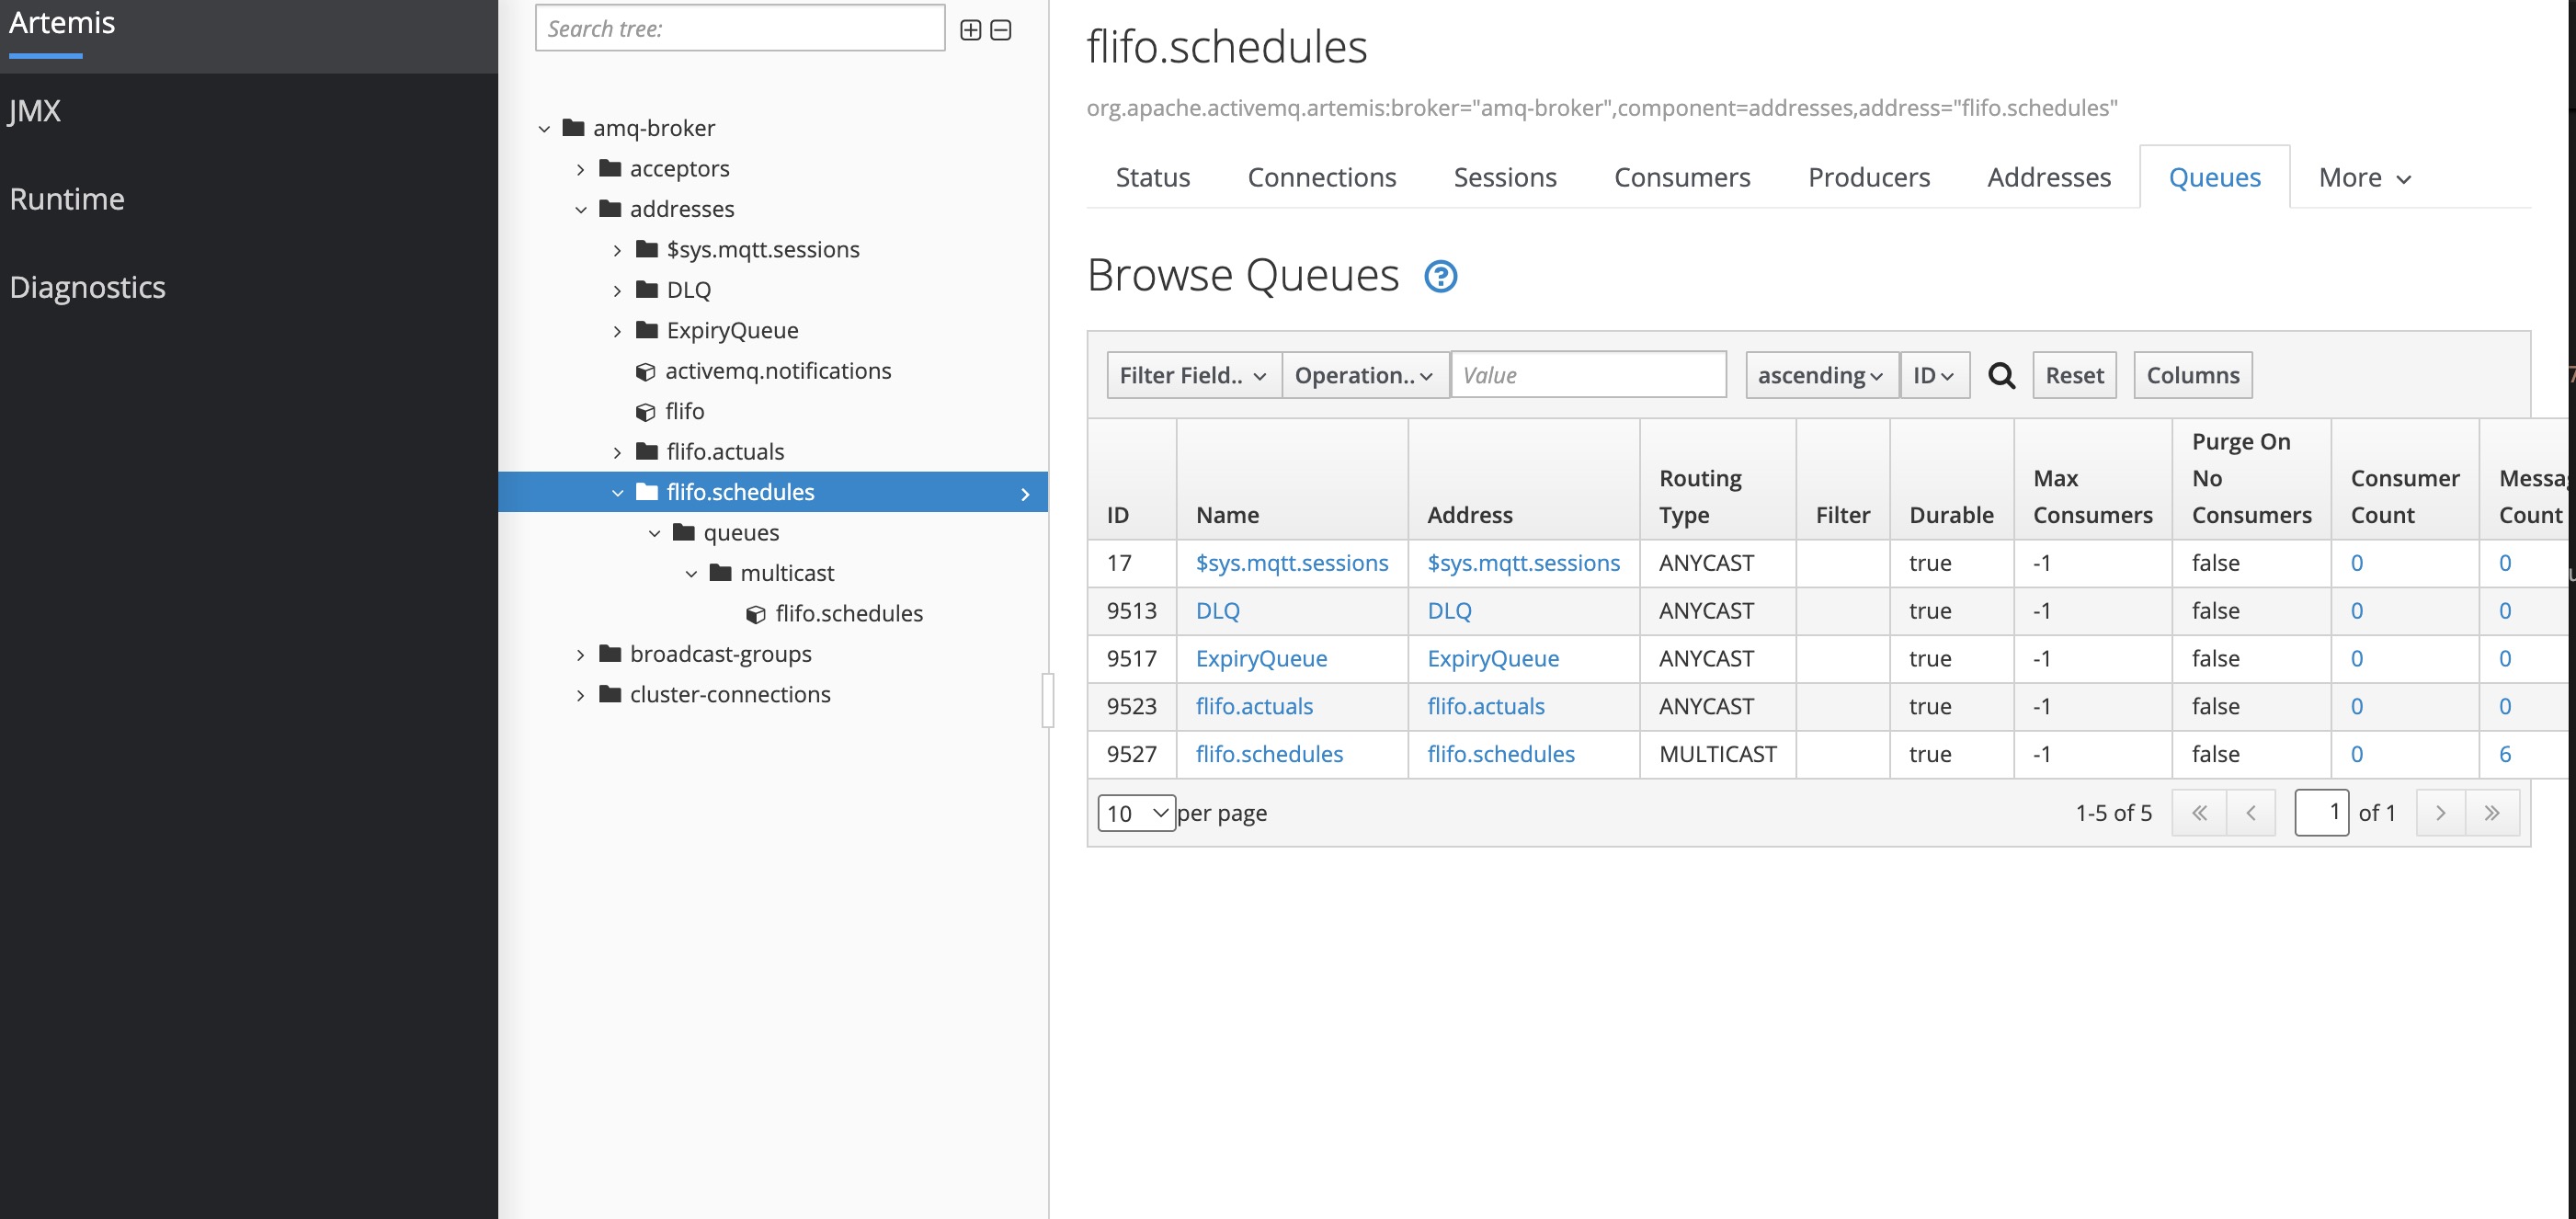 Artemis
JMX
Runtime
Diagnostics
Search tree:
amq-broker
acceptors
addresses
$sys.mqtt.sessions
DLQ
ExpiryQueue
activemq.notifications
flifo
flifo.actuals
flifo.schedules
queues
multicast
flifo.schedules
broadcast-groups
cluster-connections
flifo.schedules
org.apache.activemq.artemis:broker="amq-broker",component=addresses,address="flifo.schedules"
Status Connections Sessions Consumers Producers Addresses Queues More
Browse Queues
Filter Field.. Operation.. Value ascending ID Reset Columns
ID Name Address Routing Type Filter Durable Max Consumers Purge On No Consumers Consumer Count Messa Count
17 $sys.mqtt.sessions $sys.mqtt.sessions ANYCAST true -1 false 0 0
9513 DLQ DLQ ANYCAST true -1 false 0 0
9517 ExpiryQueue ExpiryQueue ANYCAST true -1 false 0 0
9523 flifo.actuals flifo.actuals ANYCAST true -1 false 0 0
9527 flifo.schedules flifo.schedules MULTICAST true -1 false 0 6
10 per page 1-5 of 5 1 of 1